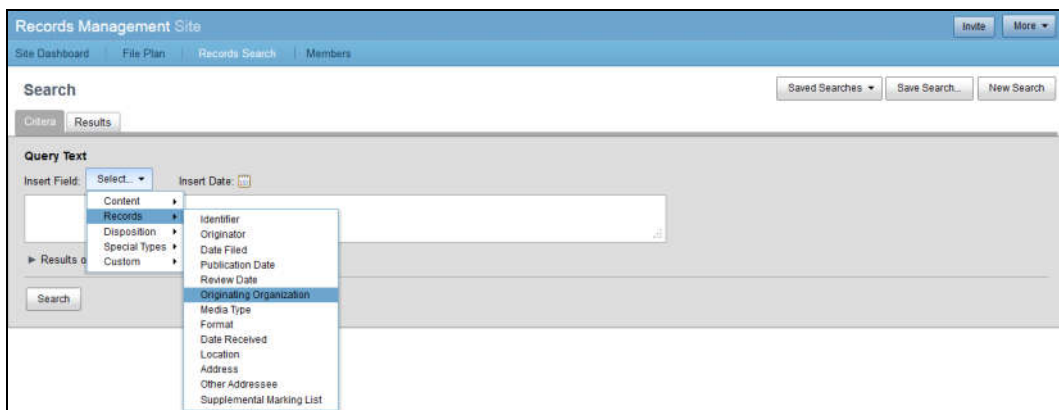 Records Management Site
Invite
More
Site Dashboard
File Plan
Records Search
Members
Search
Saved Searches
Save Search...
New Search
Critera
Results
Query Text
Insert Field:
Select...
Insert Date:
Content
Records
Disposition
Special Types
Custom
Identifier
Originator
Date Filed
Publication Date
Review Date
Originating Organization
Media Type
Format
Date Received
Location
Address
Other Addressee
Supplemental Marking List
Results
Search